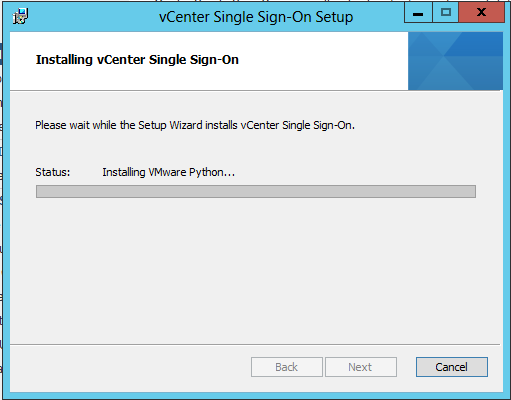 vCenter Single Sign-On Setup
Installing vCenter Single Sign-On
Please wait while the Setup Wizard installs vCenter Single Sign-On.
Status: Installing VMware Python...
Back Next Cancel